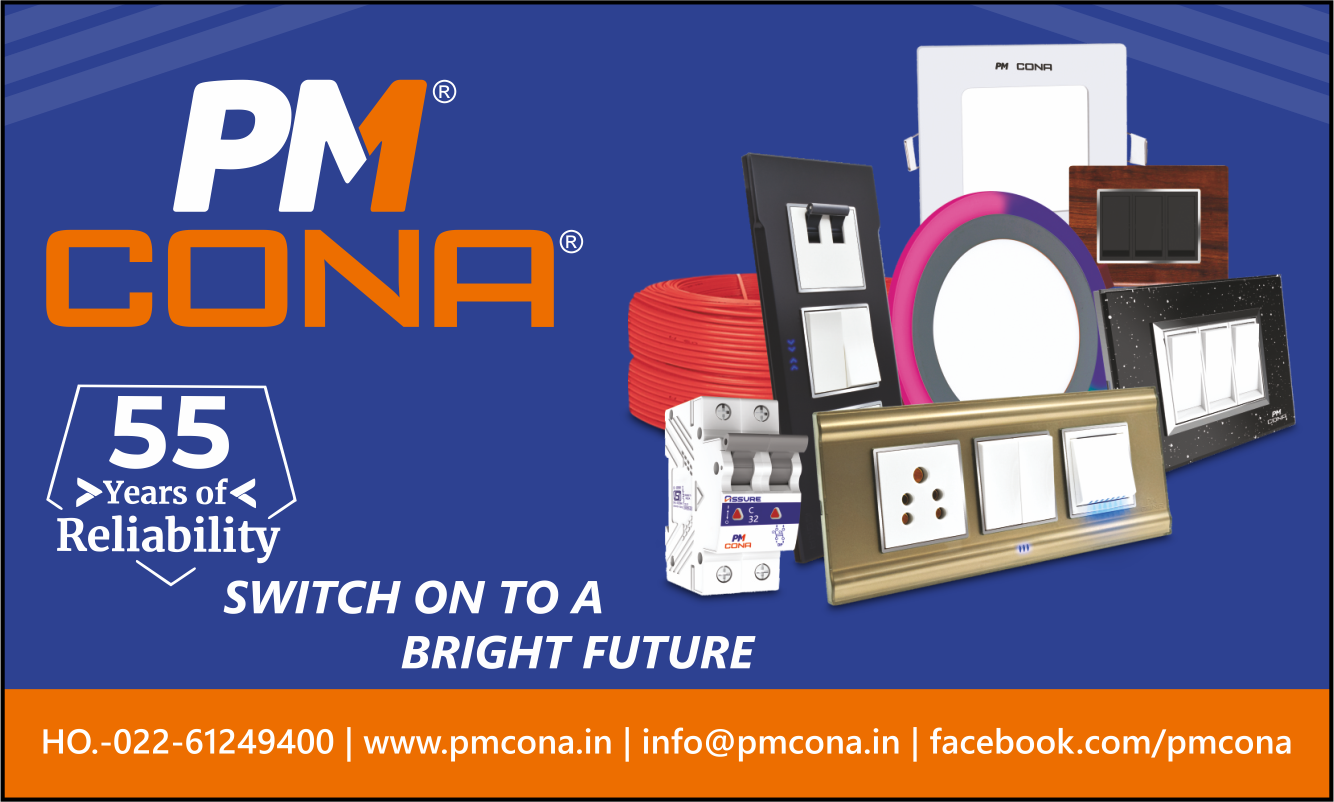 PM®
CONA®
55
Years of
Reliability
SWITCH ON TO A
BRIGHT FUTURE
PM CONA
PM
CONA
ASSURE
C
32
PM
CONA
HO.-022-61249400 | www.pmcona.in | info@pmcona.in | facebook.com/pmcona